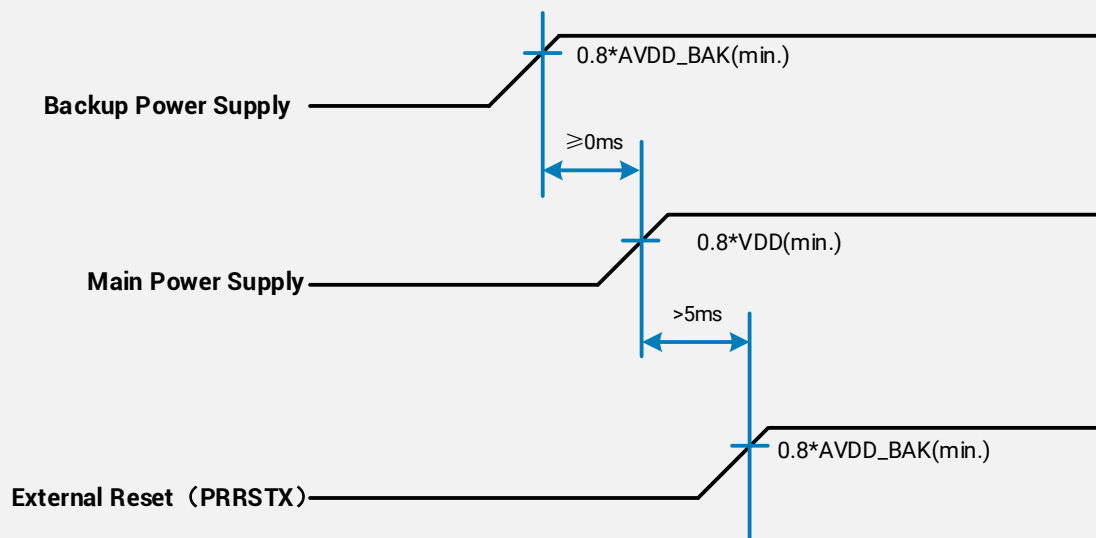 0.8*AVDD_BAK(min.)
Backup Power Supply
≥0ms
0.8*VDD(min.)
Main Power Supply
>5ms
0.8*AVDD_BAK(min.)
External Reset（PRRSTX）